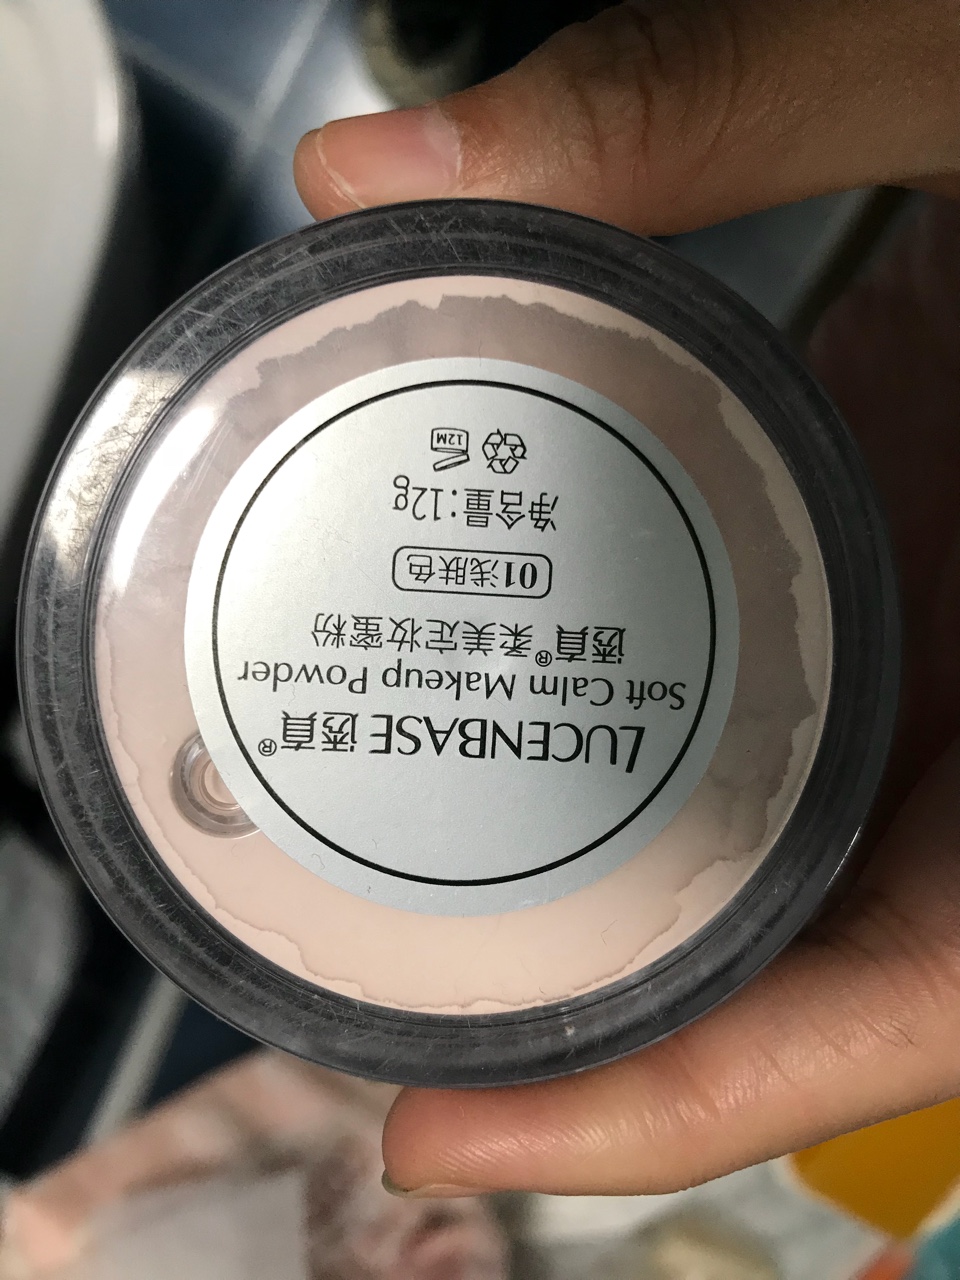 LUCENBASE 透真®
Soft Calm Makeup Powder
透真®柔美定妆蜜粉
01浅肤色
净含量:12g
12M